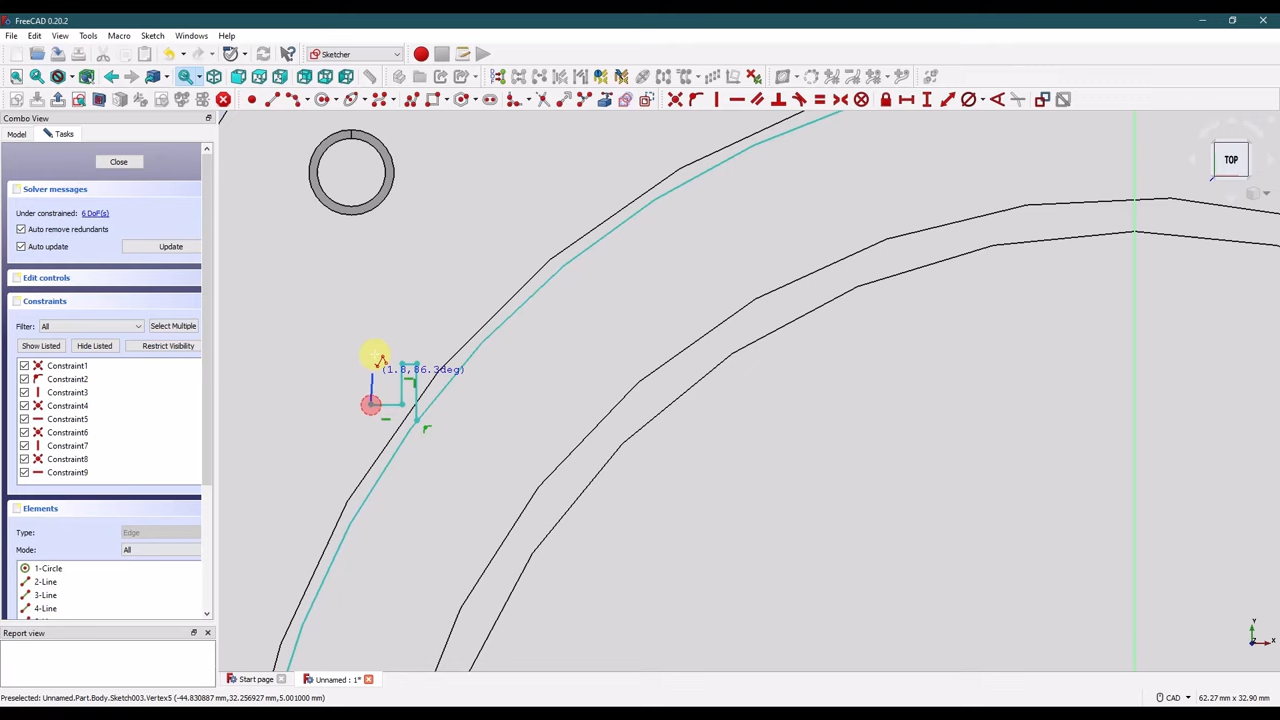 FreeCAD 0.20.2
File Edit View Tools Macro Sketch Windows Help
Sketcher
Combo View
Model Tasks
Close
Solver messages
Under constrained: 6 DoF(s)
Auto remove redundants
Auto update Update
Edit controls
Constraints
Filter: All Select Multiple
Show Listed Hide Listed Restrict Visibility
Constraint1
Constraint2
Constraint3
Constraint4
Constraint5
Constraint6
Constraint7
Constraint8
Constraint9
Elements
Type: Edge
Mode: All
1-Circle
2-Line
3-Line
4-Line
Report view
(1.8,86.3deg)
TOP
Y
Z X
Start page Unnamed : 1*
Preselected: Unnamed.Part.Body.Sketch003.Vertex5 (-44.830887 mm, 32.256927 mm, 5.001000 mm) CAD 62.27 mm x 32.90 mm